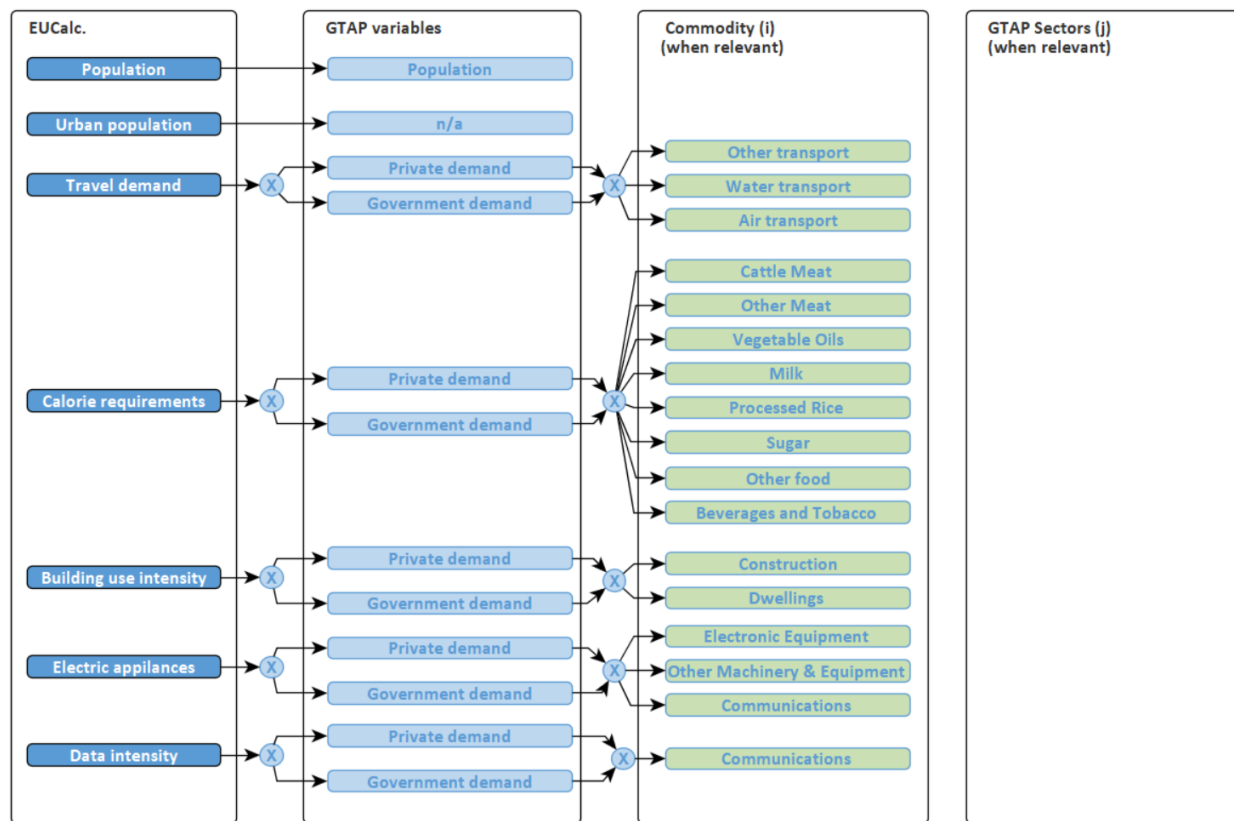 EUCalc.
GTAP variables
Commodity (i)
(when relevant)
GTAP Sectors (j)
(when relevant)
Population
Population
Urban population
n/a
Travel demand
X
Private demand
Government demand
X
Other transport
Water transport
Air transport
Calorie requirements
X
Private demand
Government demand
X
Cattle Meat
Other Meat
Vegetable Oils
Milk
Processed Rice
Sugar
Other food
Beverages and Tobacco
Building use intensity
X
Private demand
Government demand
X
Construction
Dwellings
Electric appilances
X
Private demand
Government demand
X
Electronic Equipment
Other Machinery & Equipment
Communications
Data intensity
X
Private demand
Government demand
X
Communications